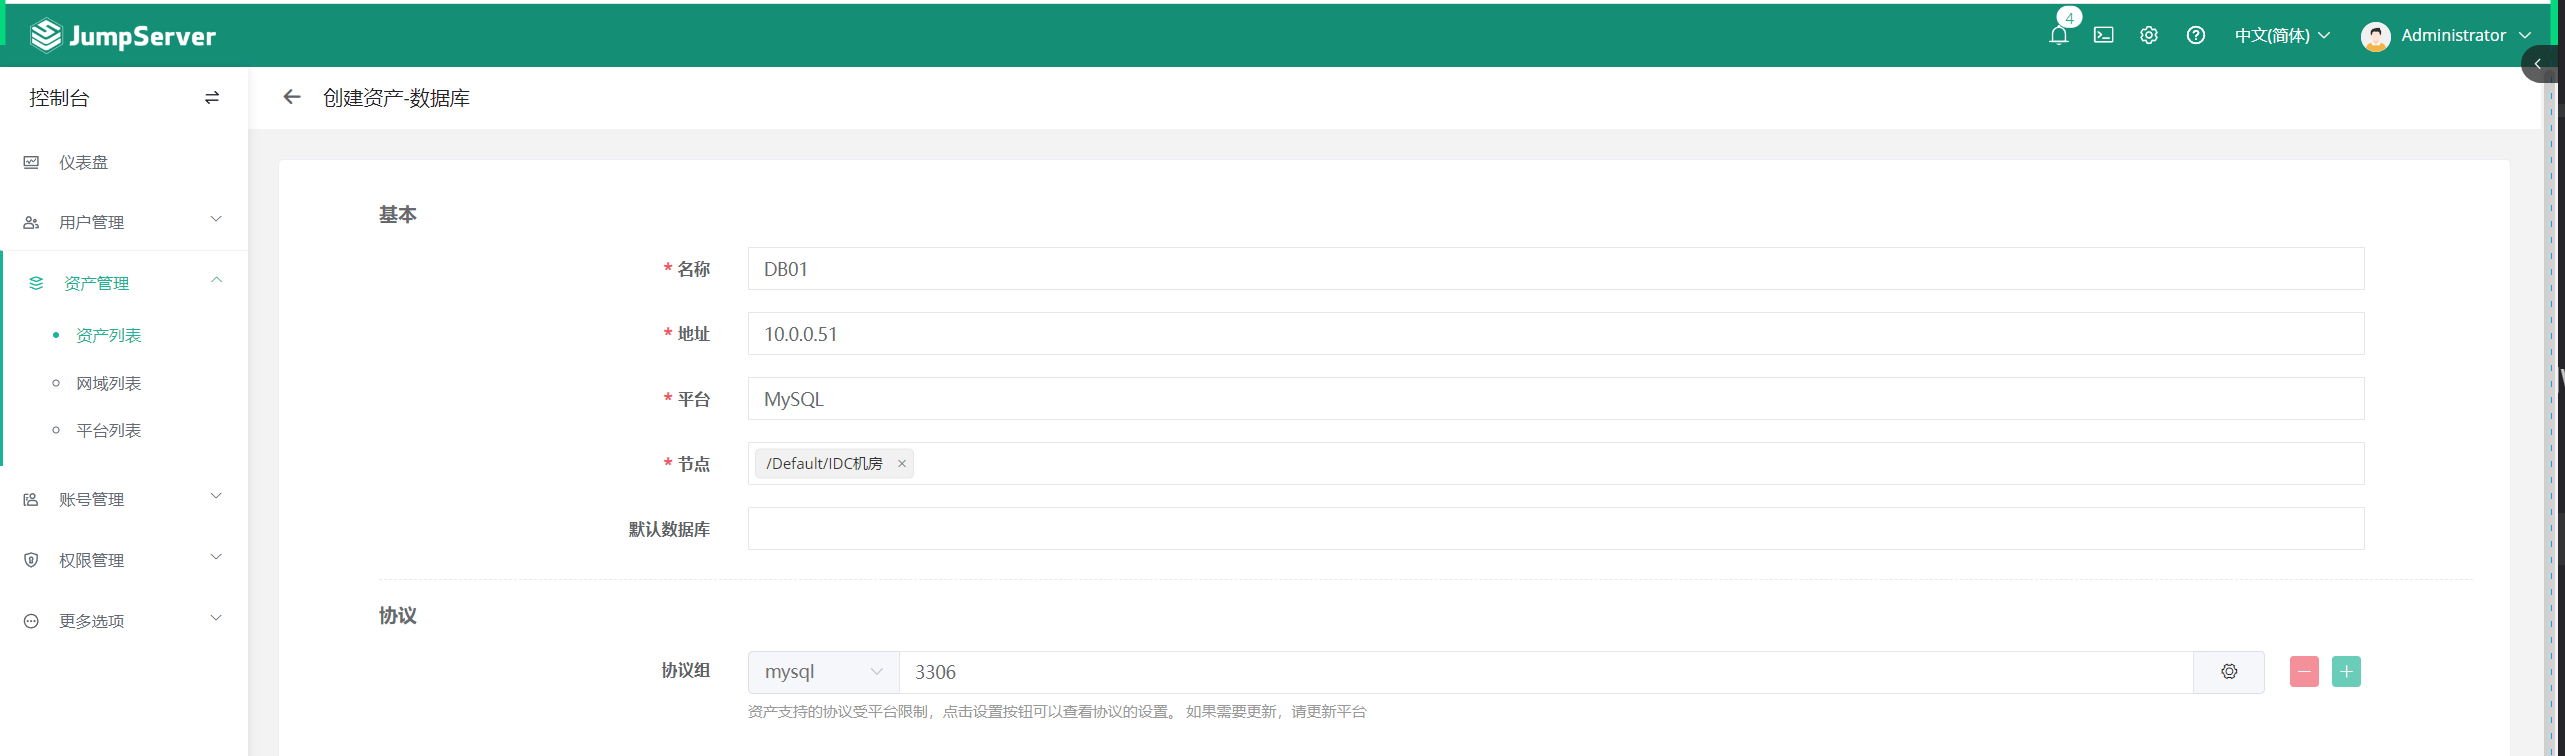 JumpServer
4
中文(简体)
Administrator
控制台
创建资产-数据库
仪表盘
用户管理
资产管理
资产列表
网域列表
平台列表
账号管理
权限管理
更多选项
基本
* 名称
DB01
* 地址
10.0.0.51
* 平台
MySQL
* 节点
/Default/IDC机房 ×
默认数据库
协议
协议组
mysql
3306
资产支持的协议受平台限制，点击设置按钮可以查看协议的设置。 如果需要更新，请更新平台